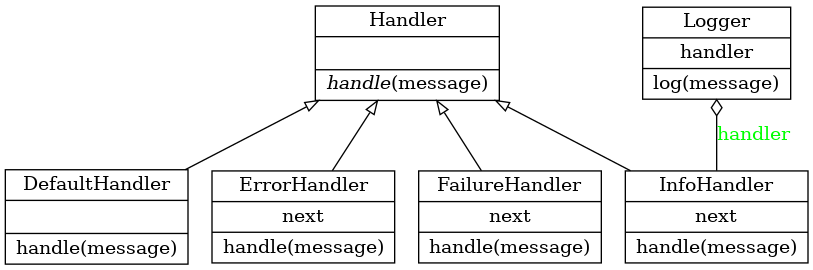 Handler
handle(message)
Logger
handler
log(message)
handler
DefaultHandler
handle(message)
ErrorHandler
next
handle(message)
FailureHandler
next
handle(message)
InfoHandler
next
handle(message)